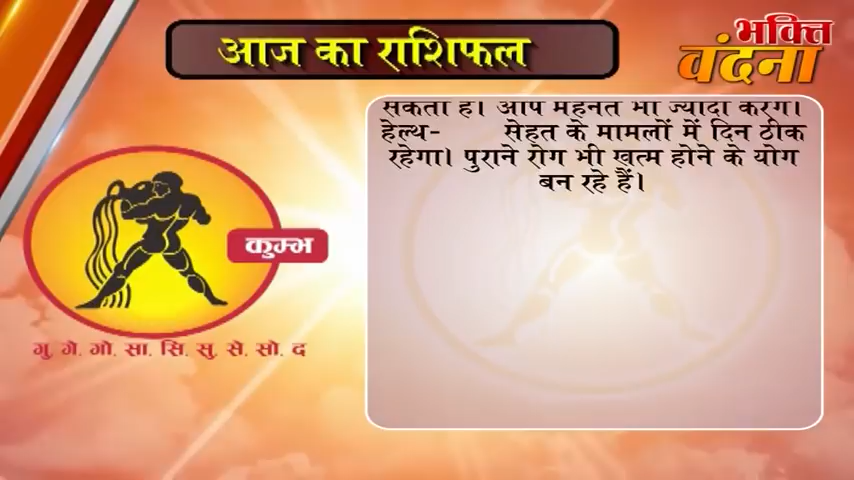 आज का राशिफल
भक्ति
वंदना
सकता है। आप मेहनत भी ज्यादा करेंगे।
हेल्थ- सेहत के मामलों में दिन ठीक
रहेगा। पुराने रोग भी खत्म होने के योग
बन रहे हैं।
कुम्भ
गु. गे. गो. सा. सि. सु. से. सो. द